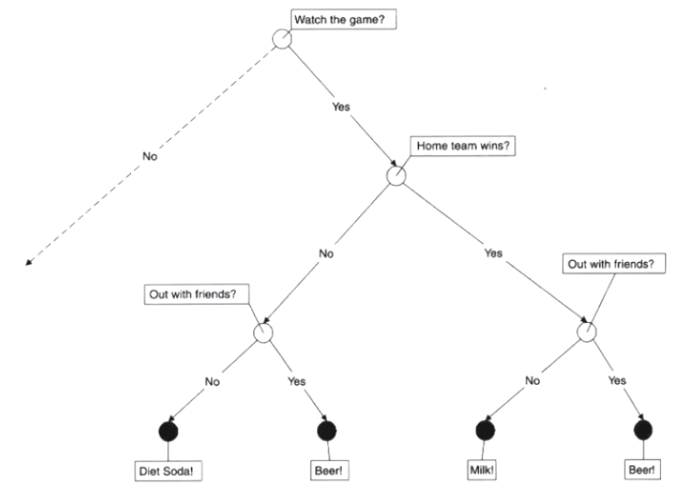 Watch the game?
Yes
No
Home team wins?
No
Yes
Out with friends?
Out with friends?
No
Yes
No
Yes
Diet Soda!
Beer!
Milk!
Beer!